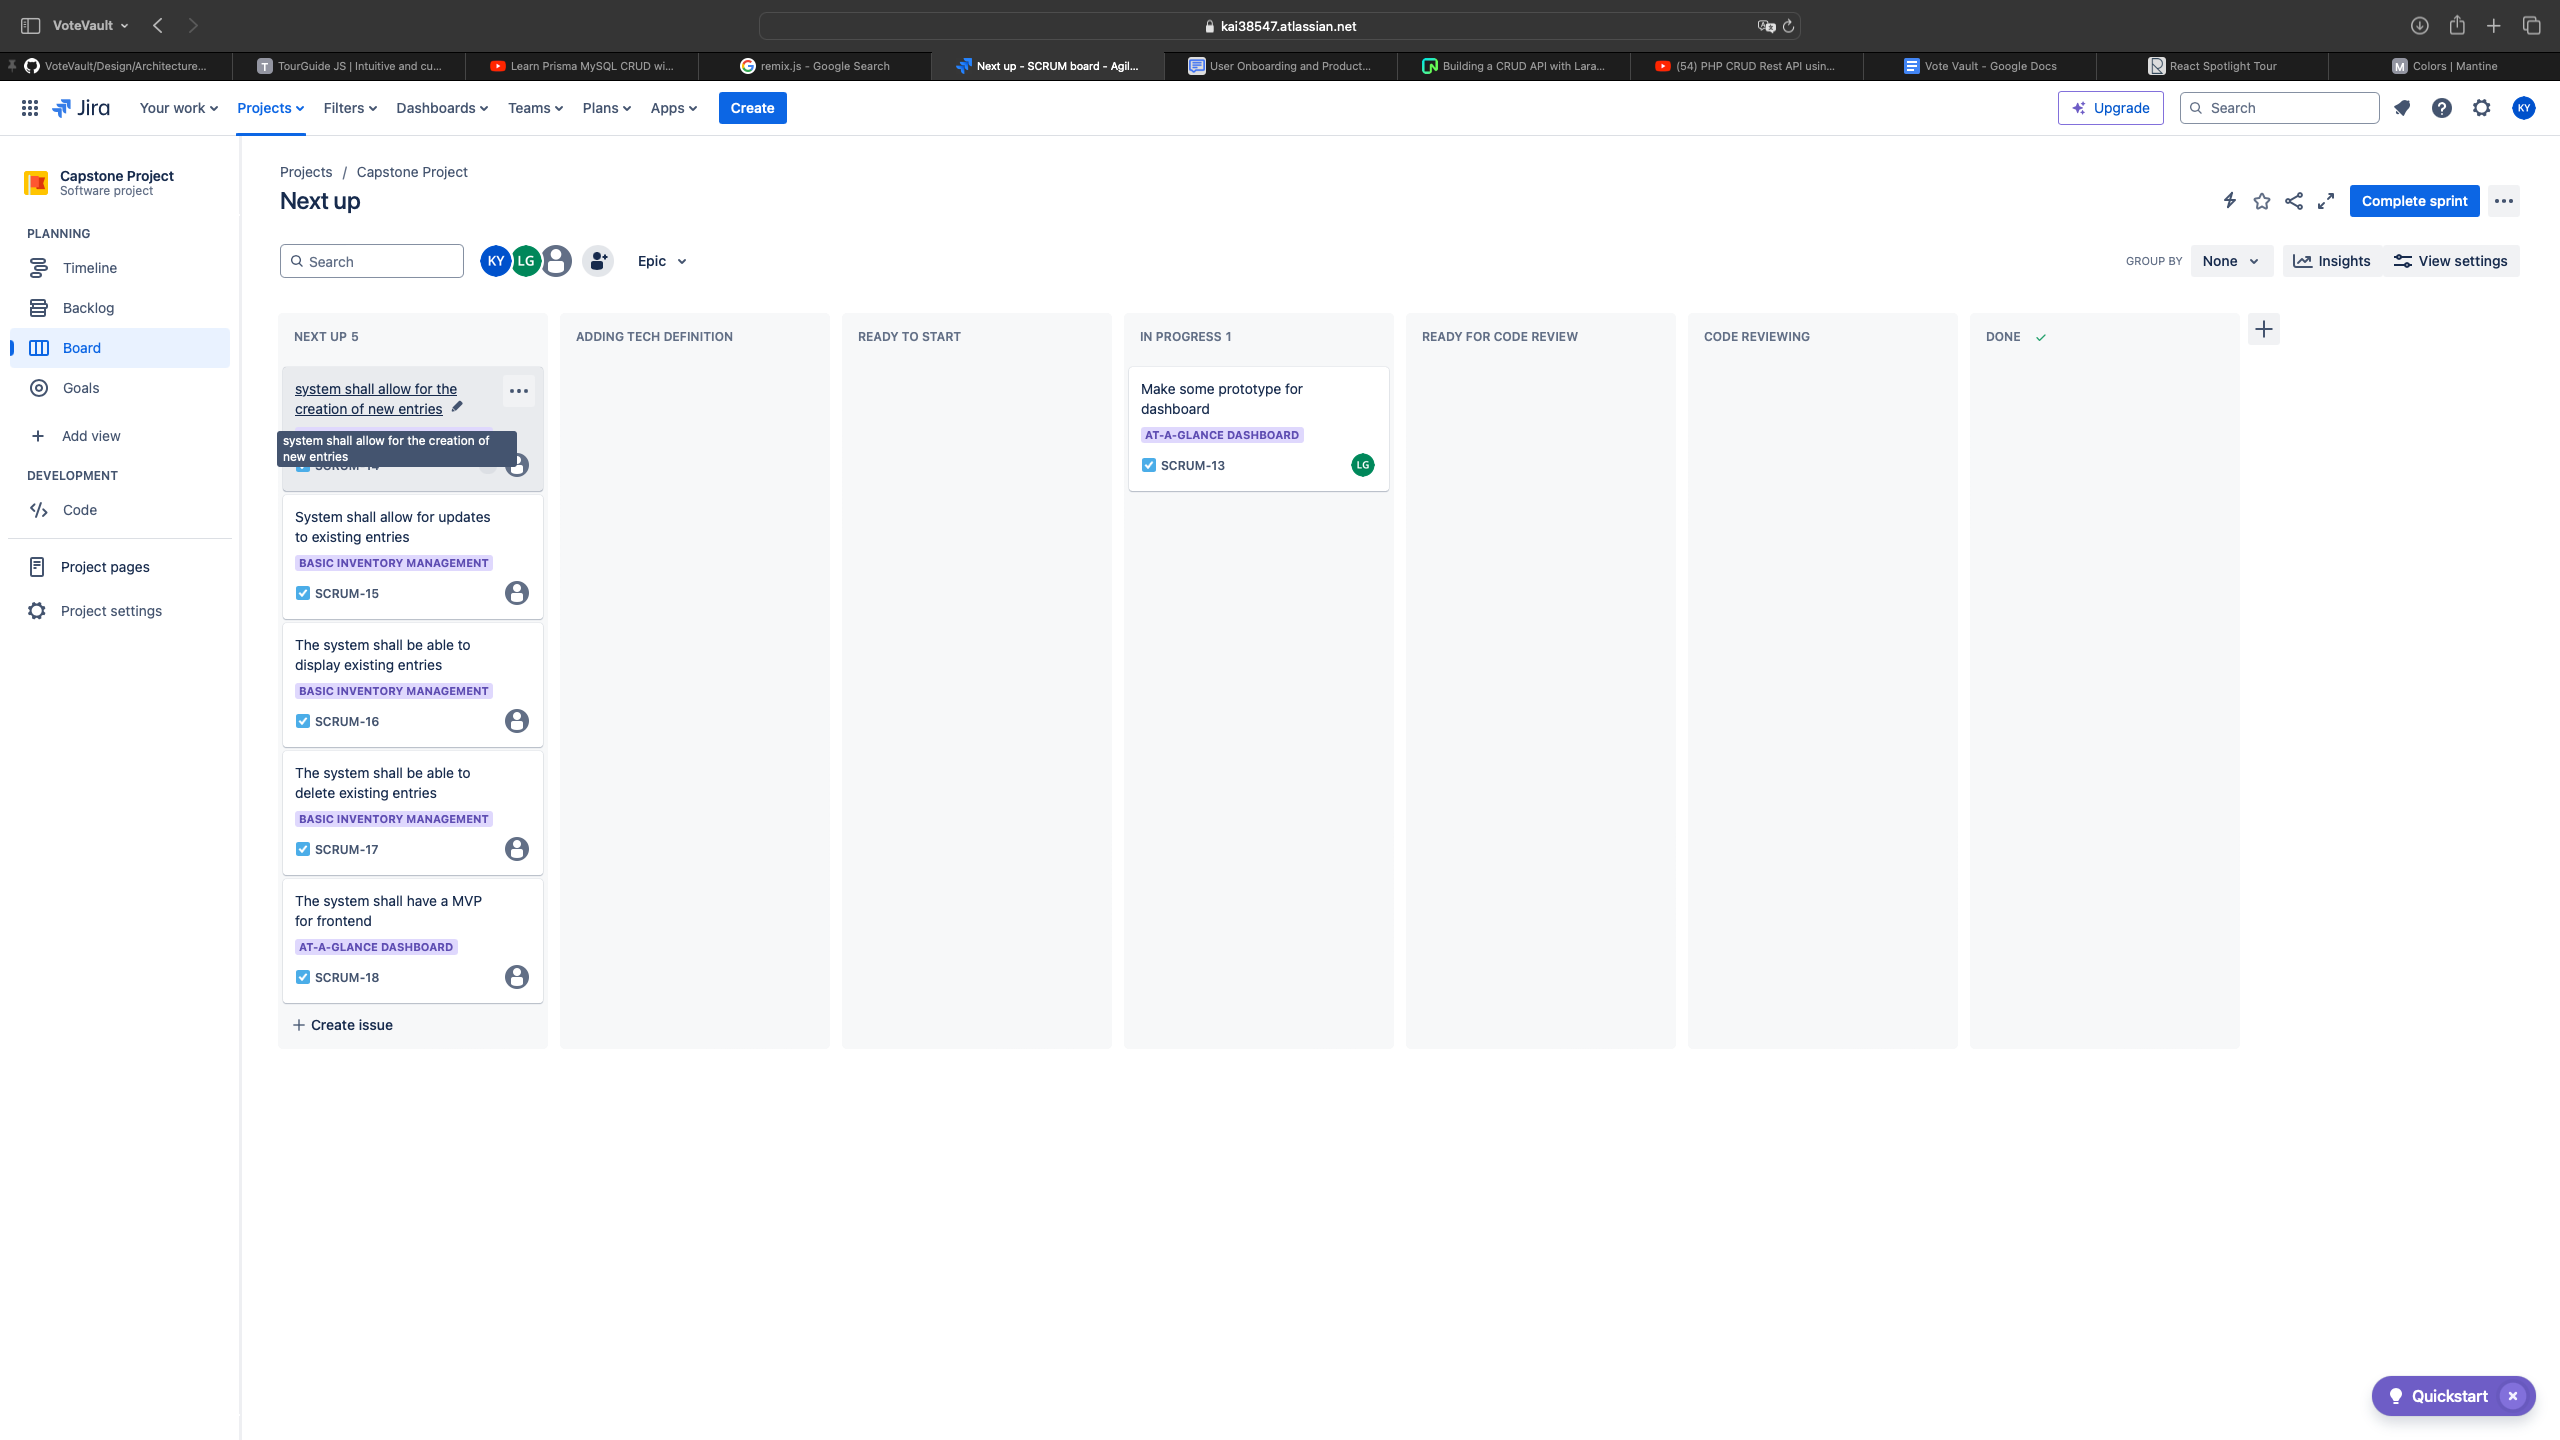 VoteVault
kai38547.atlassian.net
VoteVault/Design/Architecture...
T TourGuide JS | Intuitive and cu...
Learn Prisma MySQL CRUD wi...
remix.js - Google Search
Next up - SCRUM board - Agil...
User Onboarding and Product...
Building a CRUD API with Lara...
(54) PHP CRUD Rest API usin...
Vote Vault - Google Docs
React Spotlight Tour
M Colors | Mantine
Jira
Your work
Projects
Filters
Dashboards
Teams
Plans
Apps
Create
Upgrade
Search
KY
Capstone Project
Software project
PLANNING
Timeline
Backlog
Board
Goals
Add view
DEVELOPMENT
Code
Project pages
Project settings
Projects / Capstone Project
Next up
Complete sprint
Search
KY
LG
Epic
GROUP BY
None
Insights
View settings
NEXT UP 5
system shall allow for the
creation of new entries
system shall allow for the creation of
new entries
SCRUM-14
System shall allow for updates
to existing entries
BASIC INVENTORY MANAGEMENT
SCRUM-15
The system shall be able to
display existing entries
BASIC INVENTORY MANAGEMENT
SCRUM-16
The system shall be able to
delete existing entries
BASIC INVENTORY MANAGEMENT
SCRUM-17
The system shall have a MVP
for frontend
AT-A-GLANCE DASHBOARD
SCRUM-18
Create issue
ADDING TECH DEFINITION
READY TO START
IN PROGRESS 1
Make some prototype for
dashboard
AT-A-GLANCE DASHBOARD
SCRUM-13
LG
READY FOR CODE REVIEW
CODE REVIEWING
DONE
Quickstart